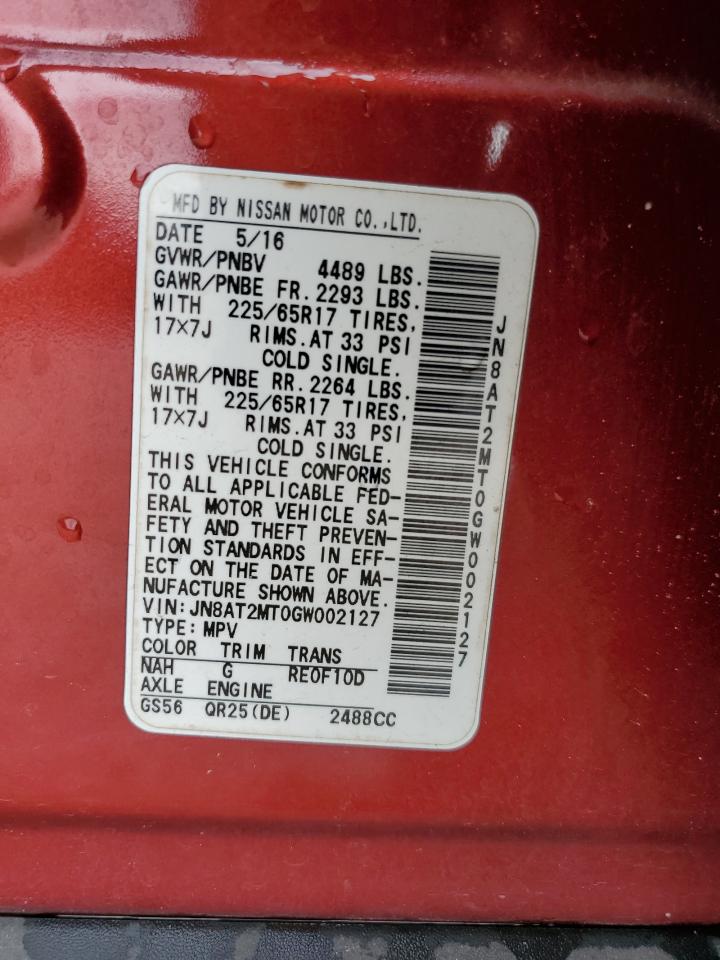 MFD BY NISSAN MOTOR CO.,LTD.
DATE 5/16
GVWR/PNBV 4489 LBS.
GAWR/PNBE FR. 2293 LBS.
WITH 225/65R17 TIRES,
17×7J RIMS.AT 33 PSI
COLD SINGLE.
GAWR/PNBE RR. 2264 LBS.
WITH 225/65R17 TIRES,
17×7J RIMS.AT 33 PSI
COLD SINGLE.
THIS VEHICLE CONFORMS
TO ALL APPLICABLE FED-
ERAL MOTOR VEHICLE SA-
FETY AND THEFT PREVEN-
TION STANDARDS IN EFF-
ECT ON THE DATE OF MA-
NUFACTURE SHOWN ABOVE.
VIN:JN8AT2MT0GW002127
TYPE:MPV
COLOR TRIM TRANS
NAH G RE0F10D
AXLE ENGINE
GS56 QR25(DE) 2488CC
JN8AT2MT0GW002127